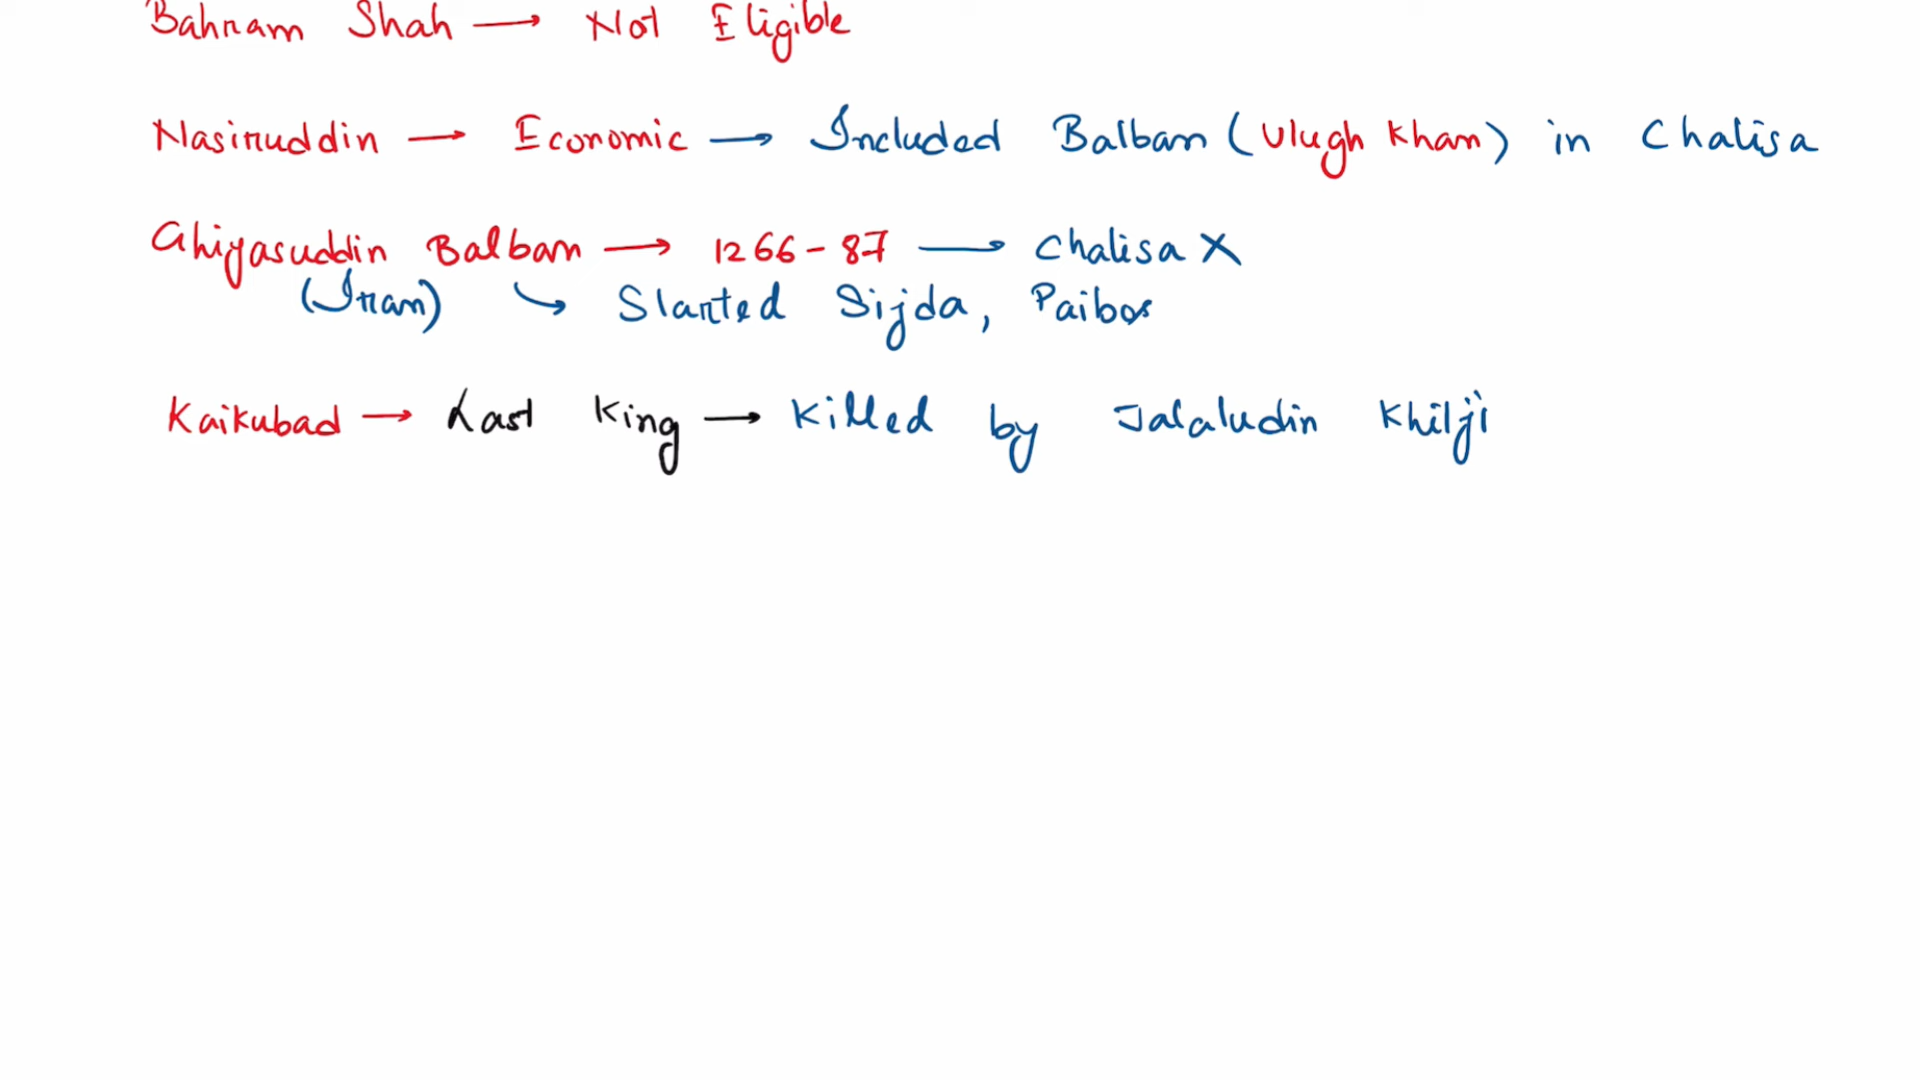 Bahram Shah → Not Eligible
Nasiruddin → Economic → Included Balban (Ulugh Khan) in Chalisa
Ghiyasuddin Balban → 1266-87 → Chalisa X
(Iran) ↳ Started Sijda, Paibos
Kaikubad → Last King → Killed by Jalaludin Khilji